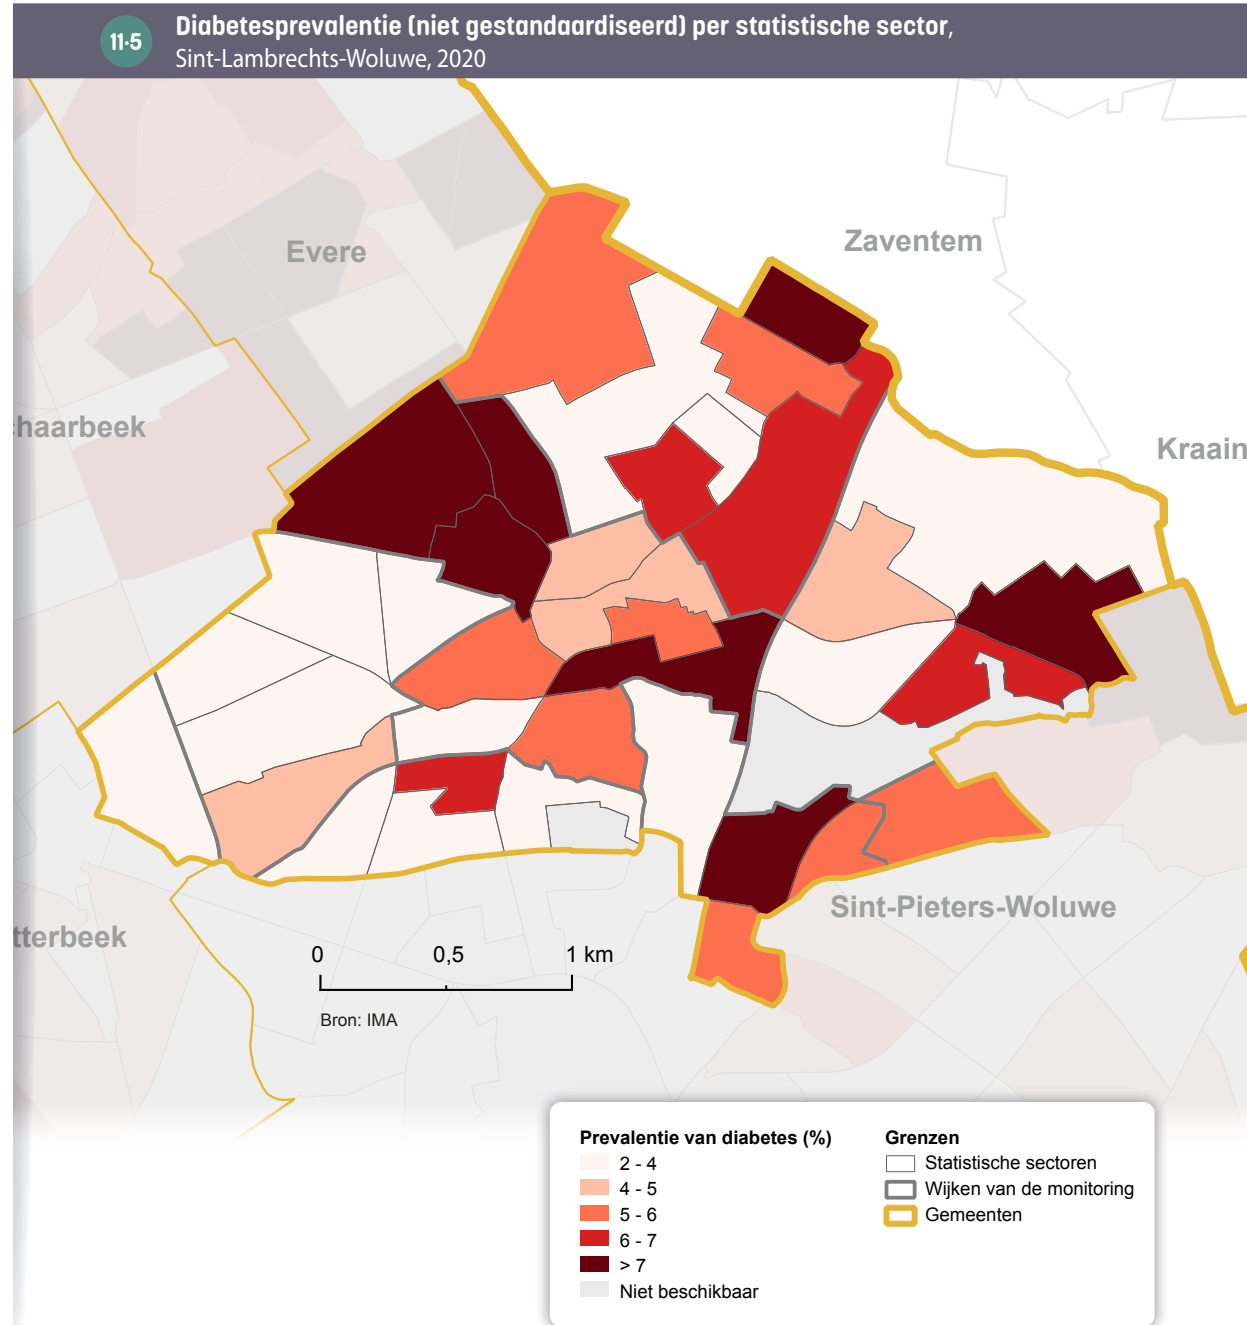 11·5
Diabetesprevalentie (niet gestandaardiseerd) per statistische sector,
Sint-Lambrechts-Woluwe, 2020
Evere
Zaventem
haarbeek
Kraain
Sint-Pieters-Woluwe
tterbeek
0 0,5 1 km
Bron: IMA
Prevalentie van diabetes (%)
2 - 4
4 - 5
5 - 6
6 - 7
> 7
Niet beschikbaar
Grenzen
Statistische sectoren
Wijken van de monitoring
Gemeenten